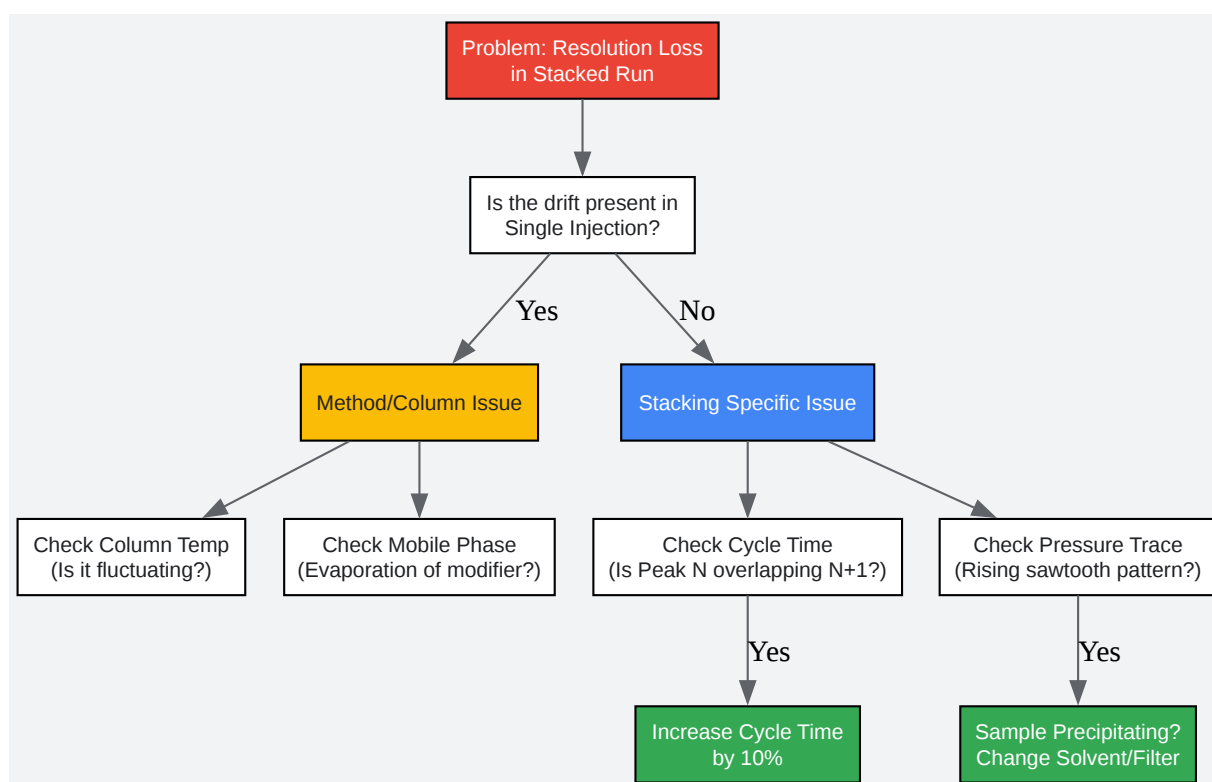 Problem: Resolution Loss
in Stacked Run
Is the drift present in
Single Injection?
Yes
No
Method/Column Issue
Stacking Specific Issue
Check Column Temp
(Is it fluctuating?)
Check Mobile Phase
(Evaporation of modifier?)
Check Cycle Time
(Is Peak N overlapping N+1?)
Check Pressure Trace
(Rising sawtooth pattern?)
Yes
Yes
Increase Cycle Time
by 10%
Sample Precipitating?
Change Solvent/Filter